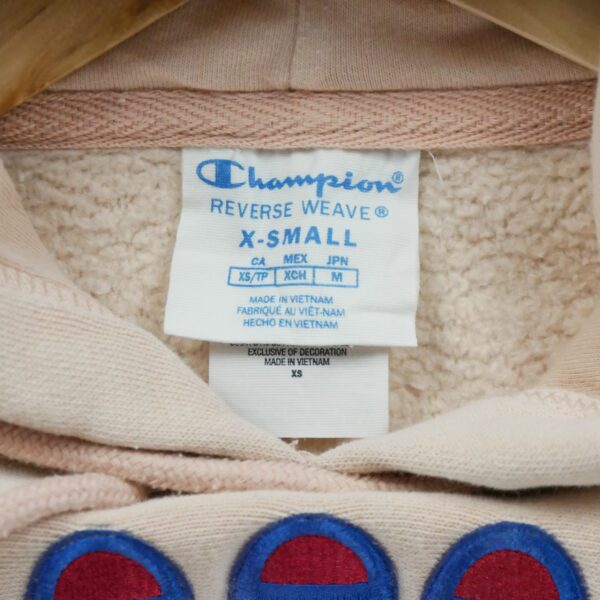 Champion®
REVERSE WEAVE®
X-SMALL
CA MEX JPN
XS/TP XCH M
MADE IN VIETNAM
FABRIQUÉ AU VIÊT-NAM
HECHO EN VIETNAM
EXCLUSIVE OF DECORATION
MADE IN VIETNAM
XS